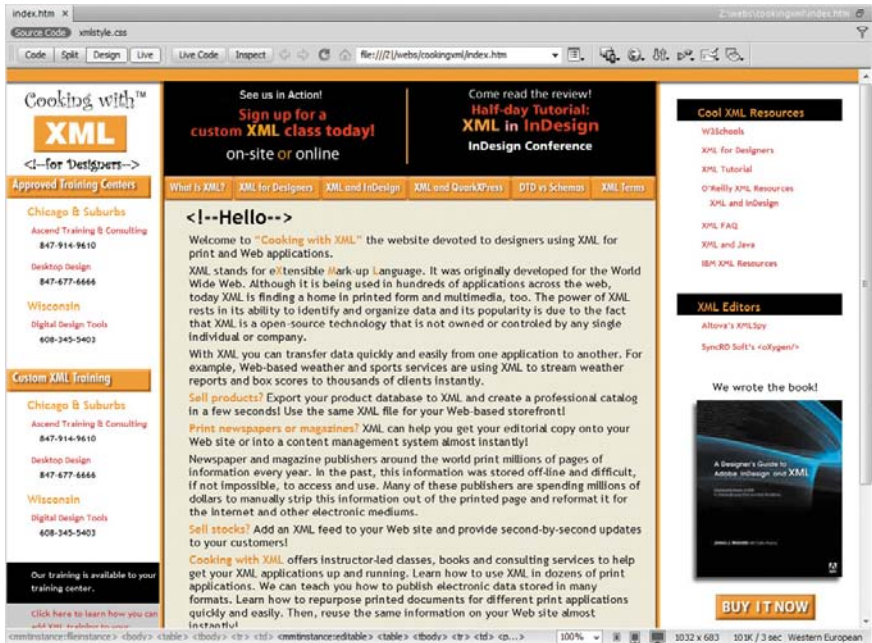 index.htm ×
Z:\webs\cookingxml\index.htm
Source Code xmlstyle.css
Code Split Design Live Live Code Inspect file:///Z|/webs/cookingxml/index.htm
Cooking with™
XML
<!--for Designers-->
See us in Action!
Sign up for a
custom XML class today!
on-site or online
Come read the review!
Half-day Tutorial:
XML in InDesign
InDesign Conference
What is XML? XML for Designers XML and InDesign XML and QuarkXPress DTD vs Schemas XML Terms
Approved Training Centers
Chicago & Suburbs
Ascend Training & Consulting
847-914-9610
Desktop Design
847-677-6666
Wisconsin
Digital Design Tools
608-345-5403
Custom XML Training
Chicago & Suburbs
Ascend Training & Consulting
847-914-9610
Desktop Design
847-677-6666
Wisconsin
Digital Design Tools
608-345-5403
Our training is available to your
training center.
Click here to learn how you can
add XML training to your
<!--Hello-->
Welcome to "Cooking with XML" the website devoted to designers using XML for
print and Web applications.
XML stands for eXtensible Mark-up Language. It was originally developed for the World
Wide Web. Although it is being used in hundreds of applications across the web,
today XML is finding a home in printed form and multimedia, too. The power of XML
rests in its ability to identify and organize data and its popularity is due to the fact
that XML is a open-source technology that is not owned or controled by any single
individual or company.
With XML you can transfer data quickly and easily from one application to another. For
example, Web-based weather and sports services are using XML to stream weather
reports and box scores to thousands of clients instantly.
Sell products? Export your product database to XML and create a professional catalog
in a few seconds! Use the same XML file for your Web-based storefront!
Print newspapers or magazines? XML can help you get your editorial copy onto your
Web site or into a content management system almost instantly!
Newspaper and magazine publishers around the world print millions of pages of
information every year. In the past, this information was stored off-line and difficult,
if not impossible, to access and use. Many of these publishers are spending millions of
dollars to manually strip this information out of the printed page and reformat it for
the Internet and other electronic mediums.
Sell stocks? Add an XML feed to your Web site and provide second-by-second updates
to your customers!
Cooking with XML offers instructor-led classes, books and consulting services to help
get your XML applications up and running. Learn how to use XML in dozens of print
applications. We can teach you how to publish electronic data stored in many
formats. Learn how to repurpose printed documents for different print applications
quickly and easily. Then, reuse the same information on your Web site almost
instantly!
Cool XML Resources
W3Schools
XML for Designers
XML Tutorial
O'Reilly XML Resources
XML and InDesign
XML FAQ
XML and Java
IBM XML Resources
XML Editors
Altova's XMLSpy
SyncRO Soft's <oXygen/>
We wrote the book!
A Designer's Guide to
Adobe InDesign and XML
BUY IT NOW
<mmtinstance:fileinstance> <body> <table> <tbody> <tr> <td> <mmtinstance:editable> <table> <tbody> <tr> <td> <p...>
100% 1032 x 683 101K / 3 sec Western European